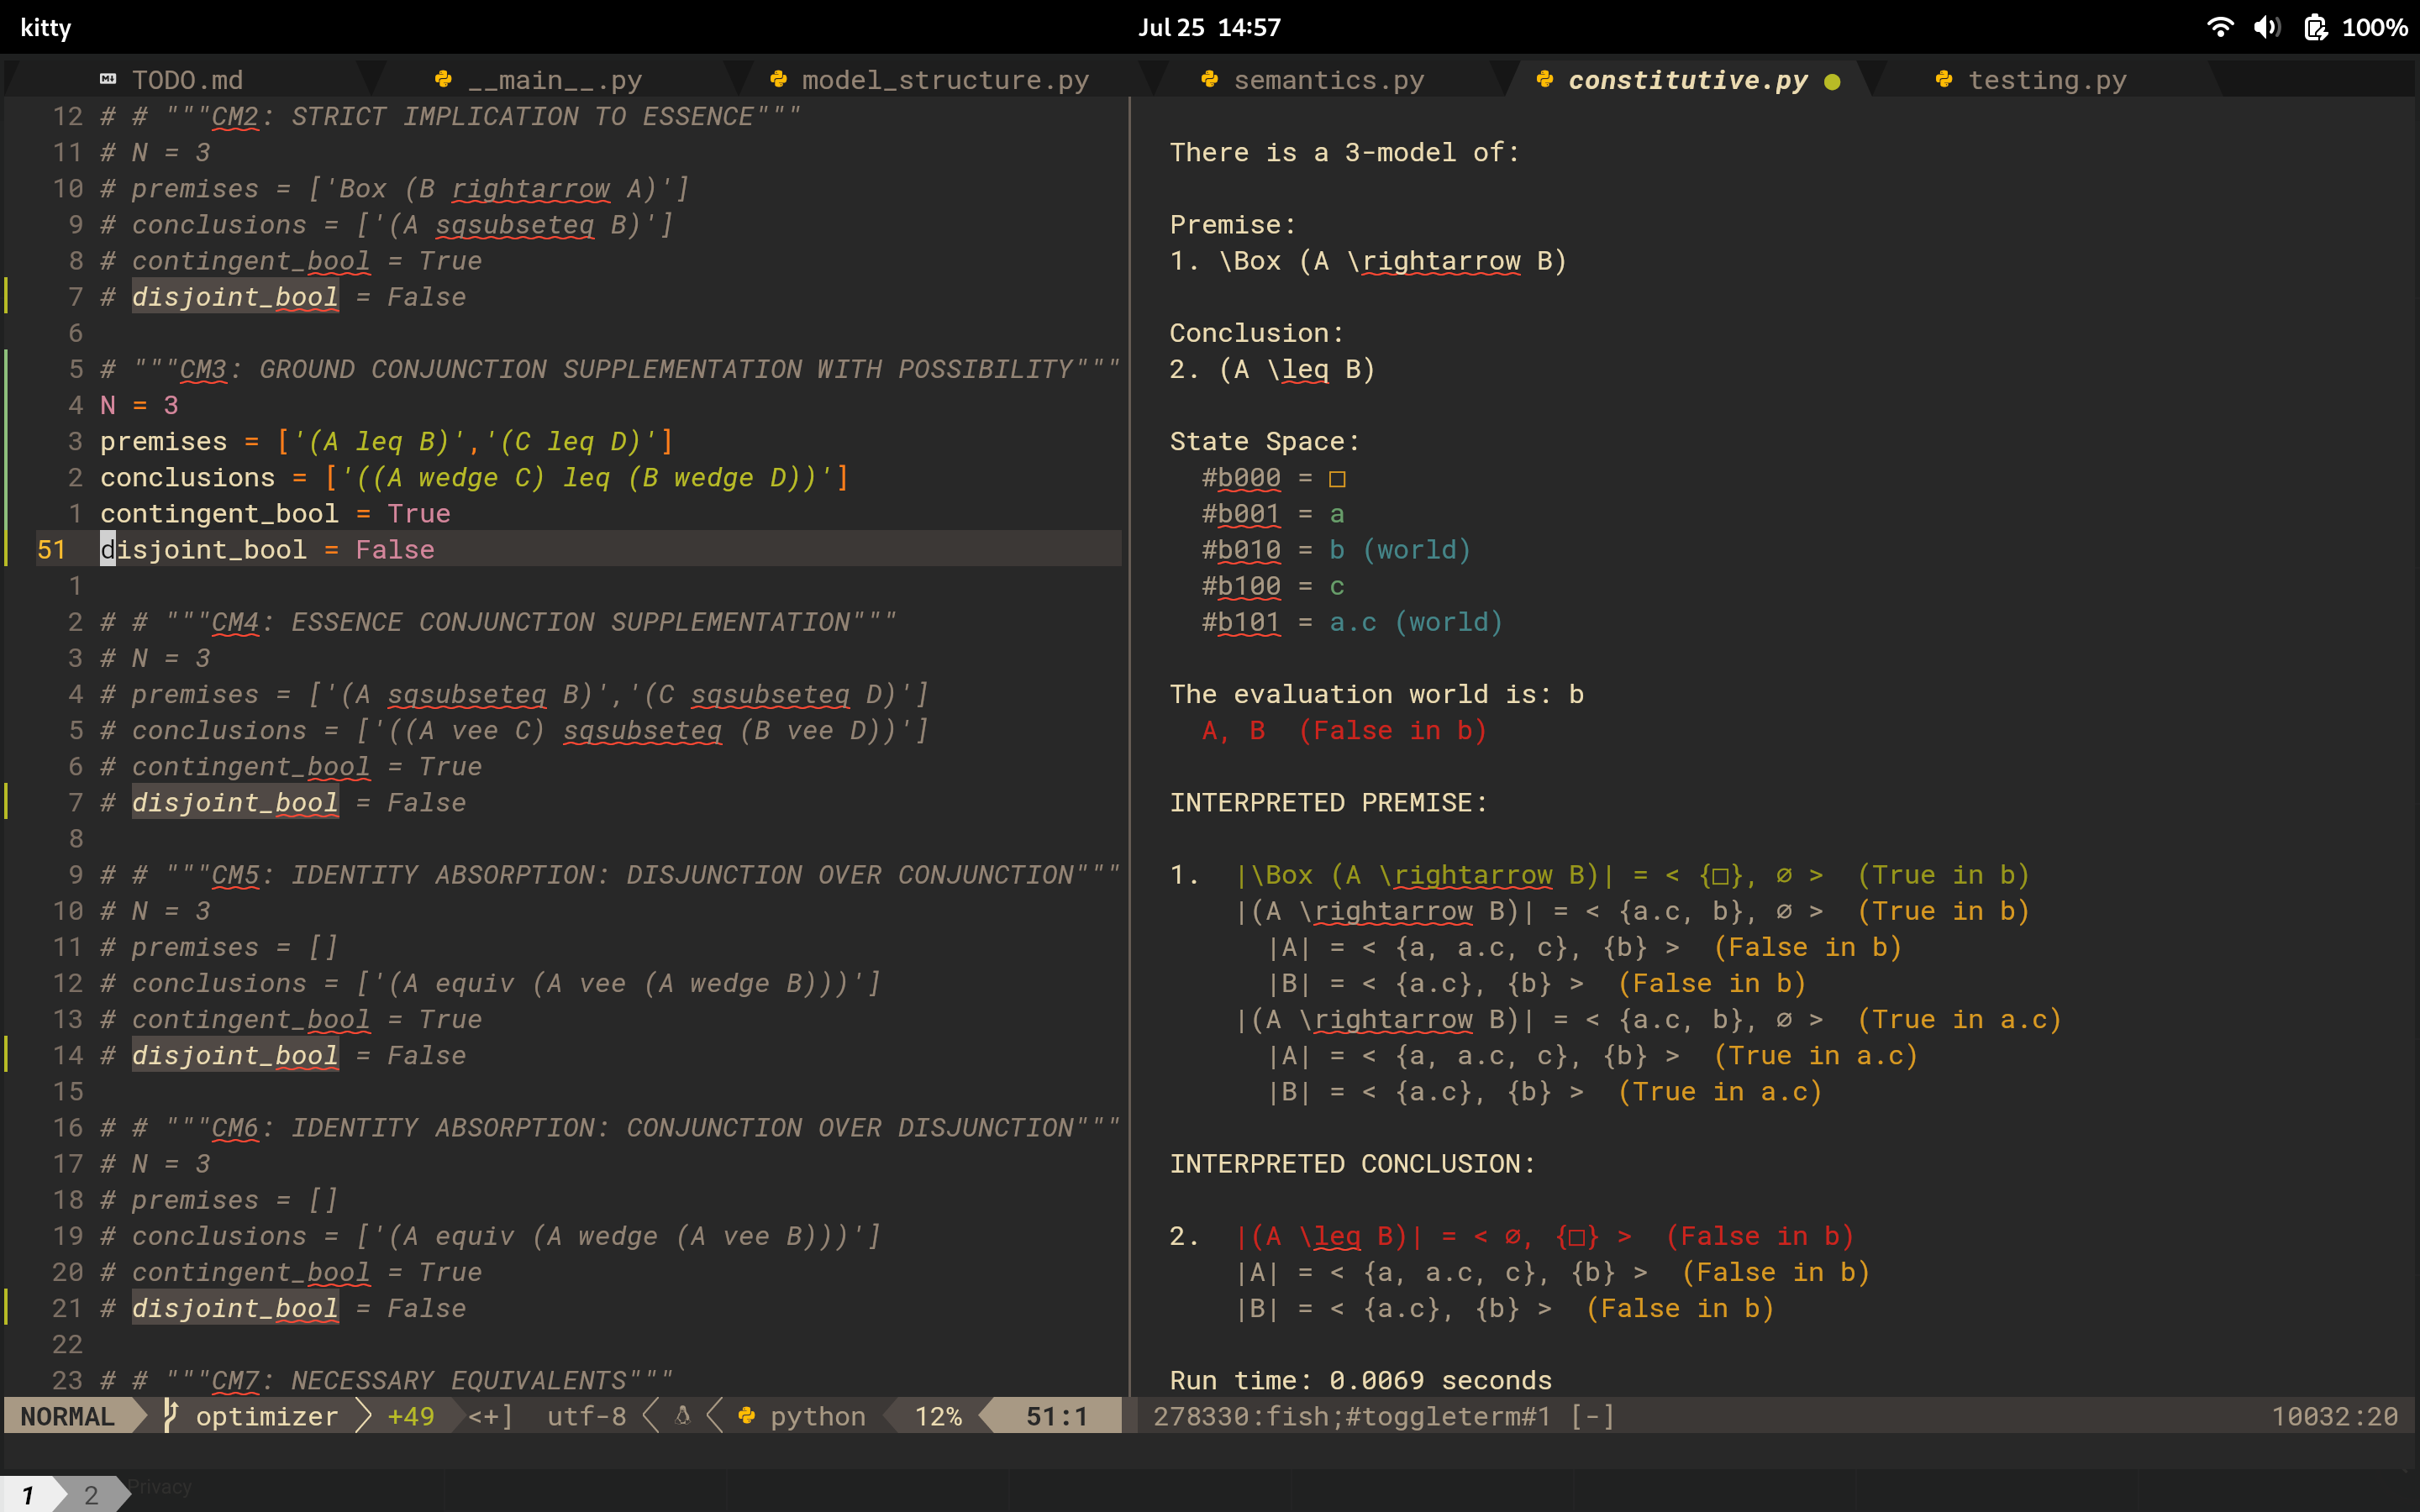 kitty
Jul 25 14:57
100%
TODO.md
__main__.py
model_structure.py
semantics.py
constitutive.py ●
testing.py
12 # # """CM2: STRICT IMPLICATION TO ESSENCE"""
11 # N = 3
10 # premises = ['Box (B rightarrow A)']
9 # conclusions = ['(A sqsubseteq B)']
8 # contingent_bool = True
7 # disjoint_bool = False
6
5 # """CM3: GROUND CONJUNCTION SUPPLEMENTATION WITH POSSIBILITY"""
4 N = 3
3 premises = ['(A leq B)','(C leq D)']
2 conclusions = ['((A wedge C) leq (B wedge D))']
1 contingent_bool = True
51 disjoint_bool = False
1
2 # # """CM4: ESSENCE CONJUNCTION SUPPLEMENTATION"""
3 # N = 3
4 # premises = ['(A sqsubseteq B)','(C sqsubseteq D)']
5 # conclusions = ['((A vee C) sqsubseteq (B vee D))']
6 # contingent_bool = True
7 # disjoint_bool = False
8
9 # # """CM5: IDENTITY ABSORPTION: DISJUNCTION OVER CONJUNCTION"""
10 # N = 3
11 # premises = []
12 # conclusions = ['(A equiv (A vee (A wedge B)))']
13 # contingent_bool = True
14 # disjoint_bool = False
15
16 # # """CM6: IDENTITY ABSORPTION: CONJUNCTION OVER DISJUNCTION"""
17 # N = 3
18 # premises = []
19 # conclusions = ['(A equiv (A wedge (A vee B)))']
20 # contingent_bool = True
21 # disjoint_bool = False
22
23 # # """CM7: NECESSARY EQUIVALENTS"""
There is a 3-model of:
Premise:
1. \Box (A \rightarrow B)
Conclusion:
2. (A \leq B)
State Space:
#b000 = □
#b001 = a
#b010 = b (world)
#b100 = c
#b101 = a.c (world)
The evaluation world is: b
A, B (False in b)
INTERPRETED PREMISE:
1. |\Box (A \rightarrow B)| = < {□}, ∅ > (True in b)
|(A \rightarrow B)| = < {a.c, b}, ∅ > (True in b)
|A| = < {a, a.c, c}, {b} > (False in b)
|B| = < {a.c}, {b} > (False in b)
|(A \rightarrow B)| = < {a.c, b}, ∅ > (True in a.c)
|A| = < {a, a.c, c}, {b} > (True in a.c)
|B| = < {a.c}, {b} > (True in a.c)
INTERPRETED CONCLUSION:
2. |(A \leq B)| = < ∅, {□} > (False in b)
|A| = < {a, a.c, c}, {b} > (False in b)
|B| = < {a.c}, {b} > (False in b)
Run time: 0.0069 seconds
NORMAL optimizer +49 <+] utf-8 python 12% 51:1
278330:fish;#toggleterm#1 [-] 10032:20
1 2 Privacy